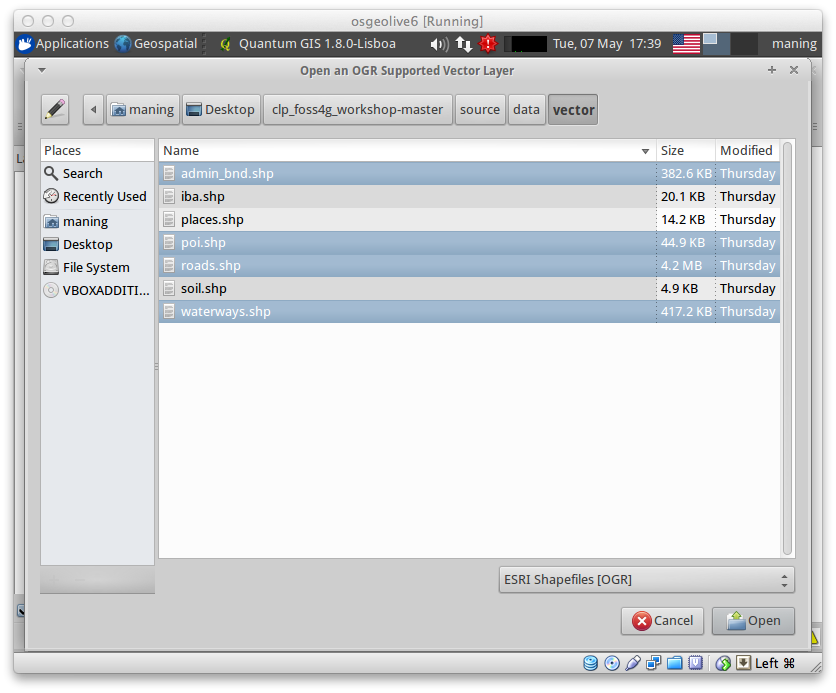 osgeolive6 [Running]
Applications Geospatial Quantum GIS 1.8.0-Lisboa Tue, 07 May 17:39 maning
Open an OGR Supported Vector Layer
maning Desktop clp_foss4g_workshop-master source data vector
Places Name Size Modified
Search admin_bnd.shp 382.6 KB Thursday
Recently Used iba.shp 20.1 KB Thursday
maning places.shp 14.2 KB Thursday
Desktop poi.shp 44.9 KB Thursday
File System roads.shp 4.2 MB Thursday
VBOXADDITI... soil.shp 4.9 KB Thursday
waterways.shp 417.2 KB Thursday
ESRI Shapefiles [OGR]
Cancel Open
Left ⌘